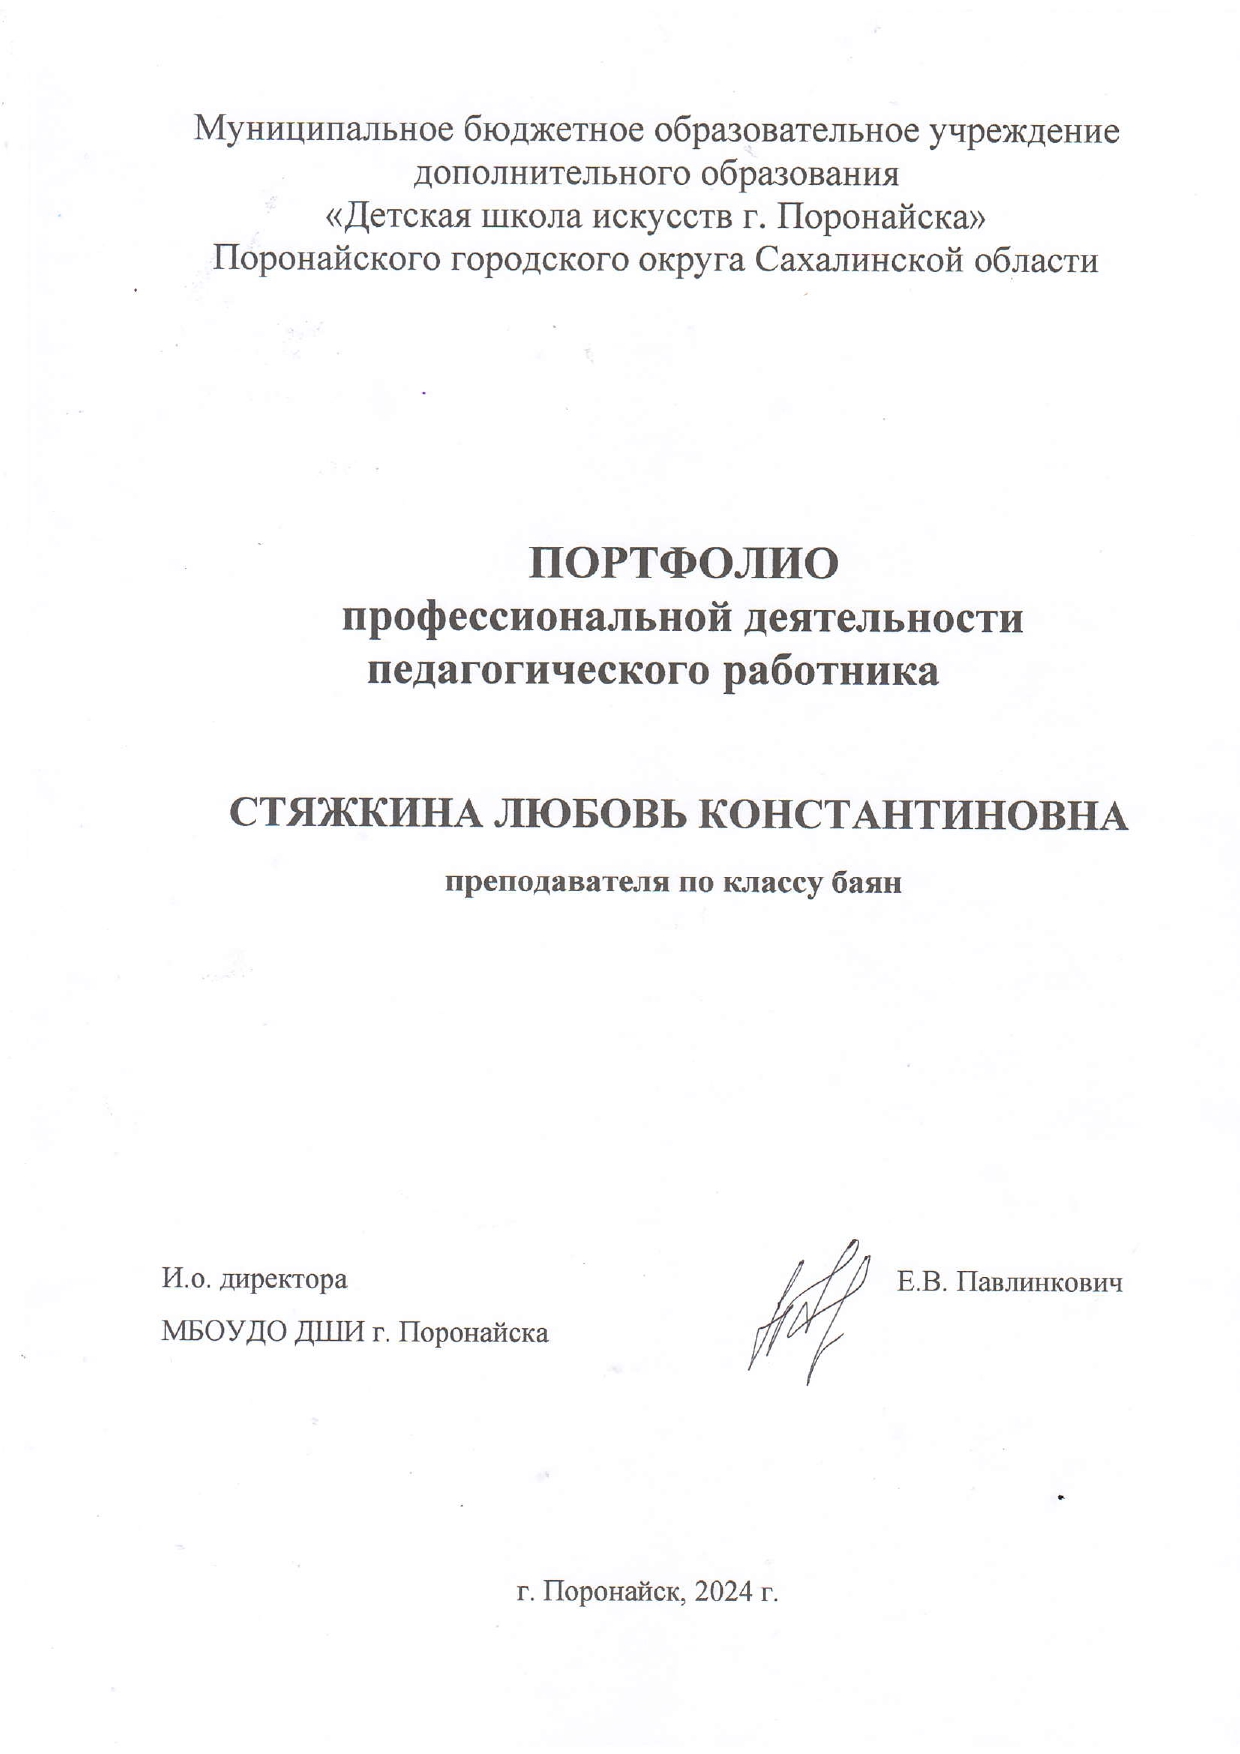 Муниципальное бюджетное образовательное учреждение
дополнительного образования
«Детская школа искусств г. Поронайска»
Поронайского городского округа Сахалинской области
ПОРТФОЛИО
профессиональной деятельности
педагогического работника
СТЯЖКИНА ЛЮБОВЬ КОНСТАНТИНОВНА
преподавателя по классу баян
И.о. директора
Е.В. Павлинкович
МБОУДО ДШИ г. Поронайска
г. Поронайск, 2024 г.